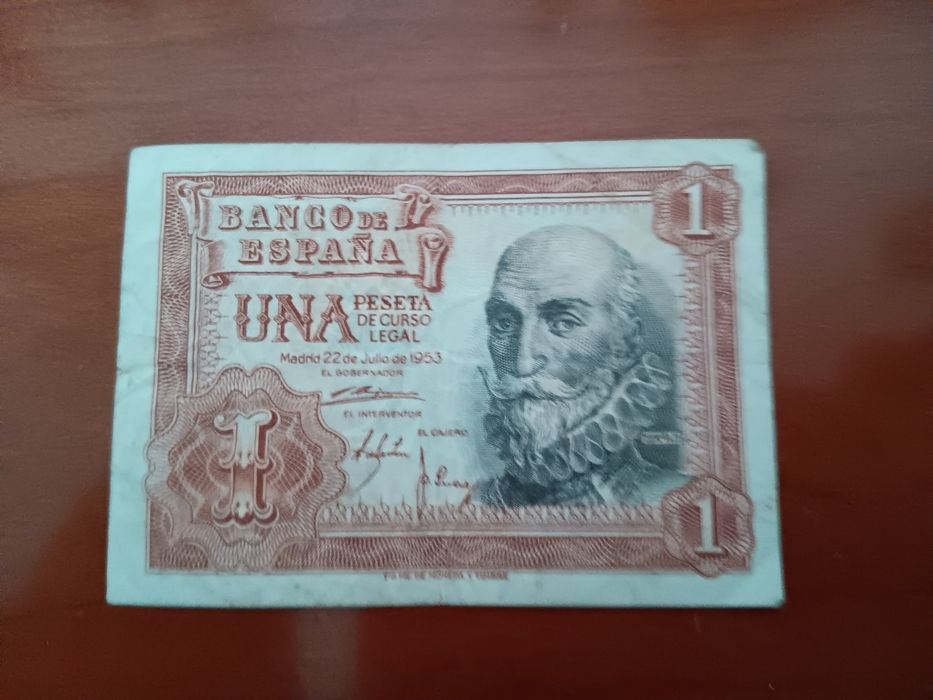 BANCO DE
ESPAÑA
UNA PESETA
DE CURSO
LEGAL
Madrid 22 de Julio de 1953
EL GOBERNADOR
EL INTERVENTOR
EL CAJERO
1
1
1